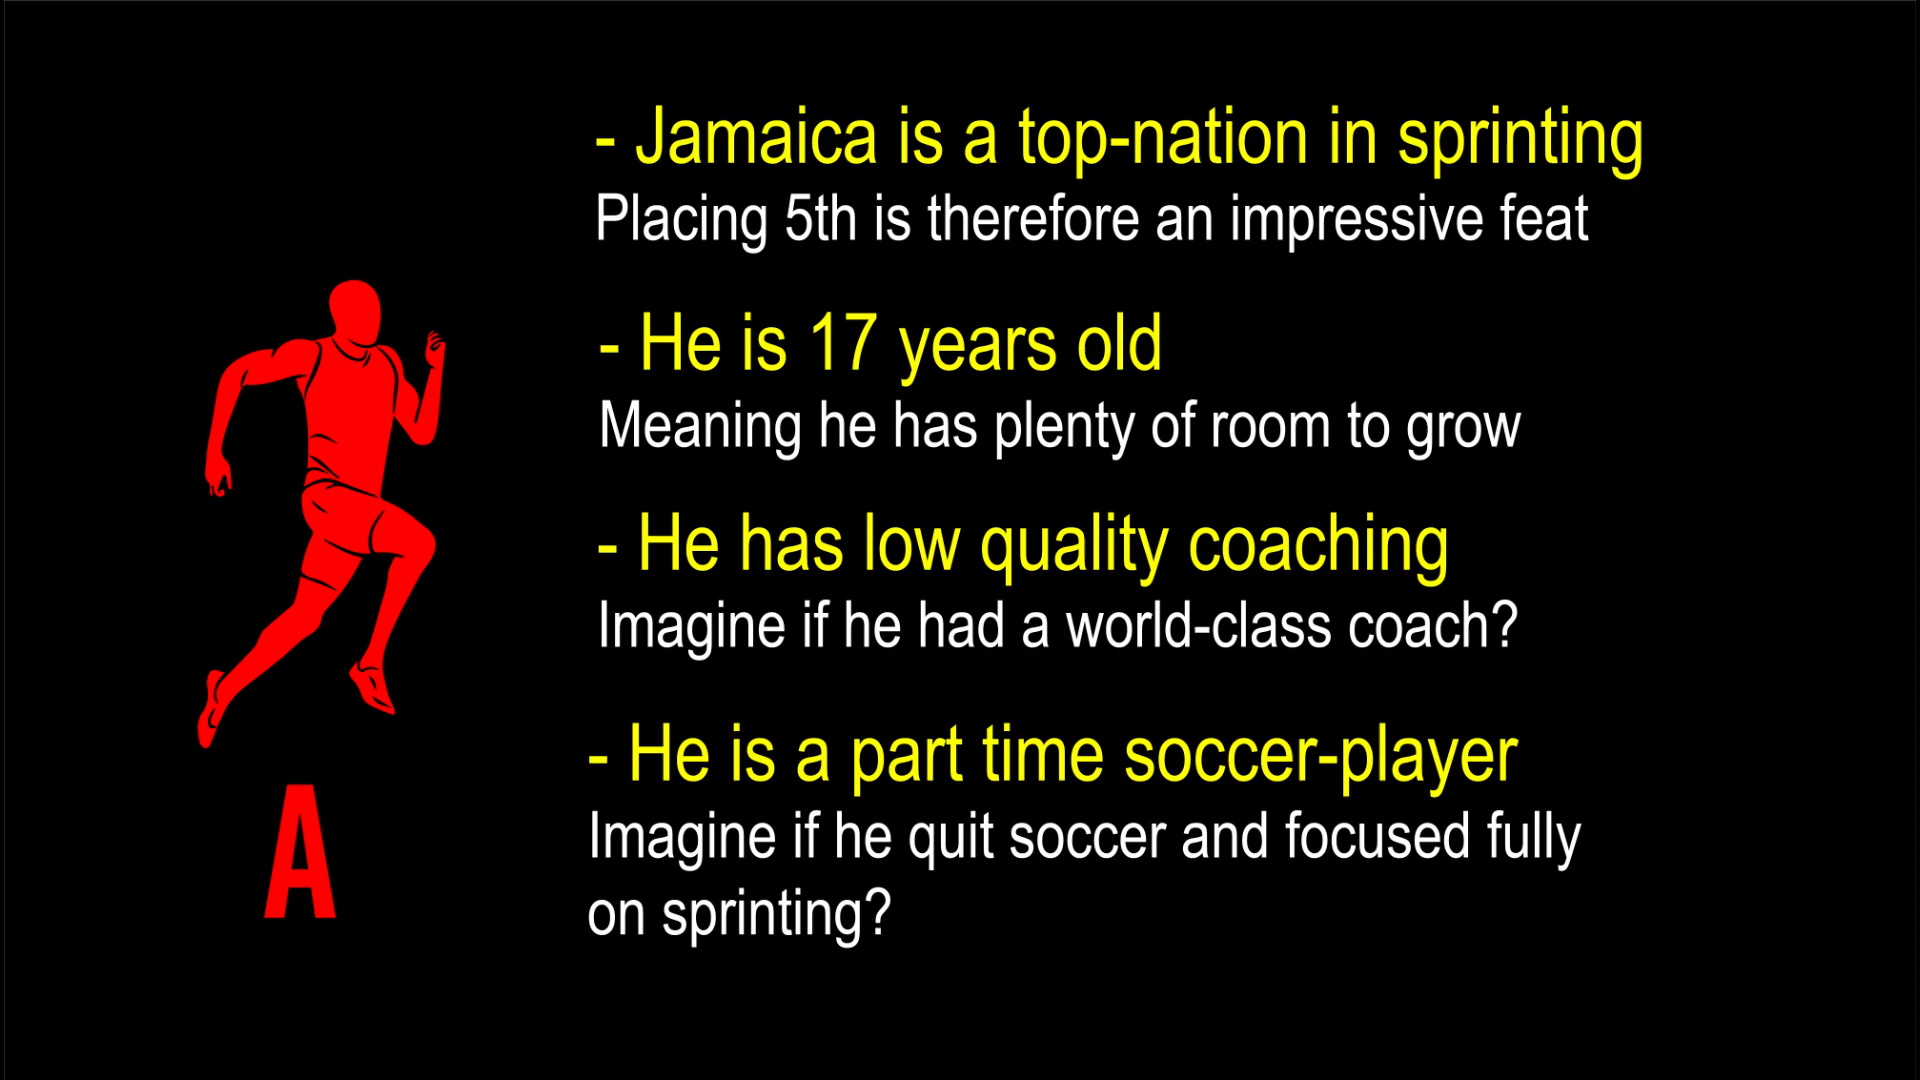 - Jamaica is a top-nation in sprinting
Placing 5th is therefore an impressive feat
- He is 17 years old
Meaning he has plenty of room to grow
- He has low quality coaching
Imagine if he had a world-class coach?
- He is a part time soccer-player
Imagine if he quit soccer and focused fully
on sprinting?
A